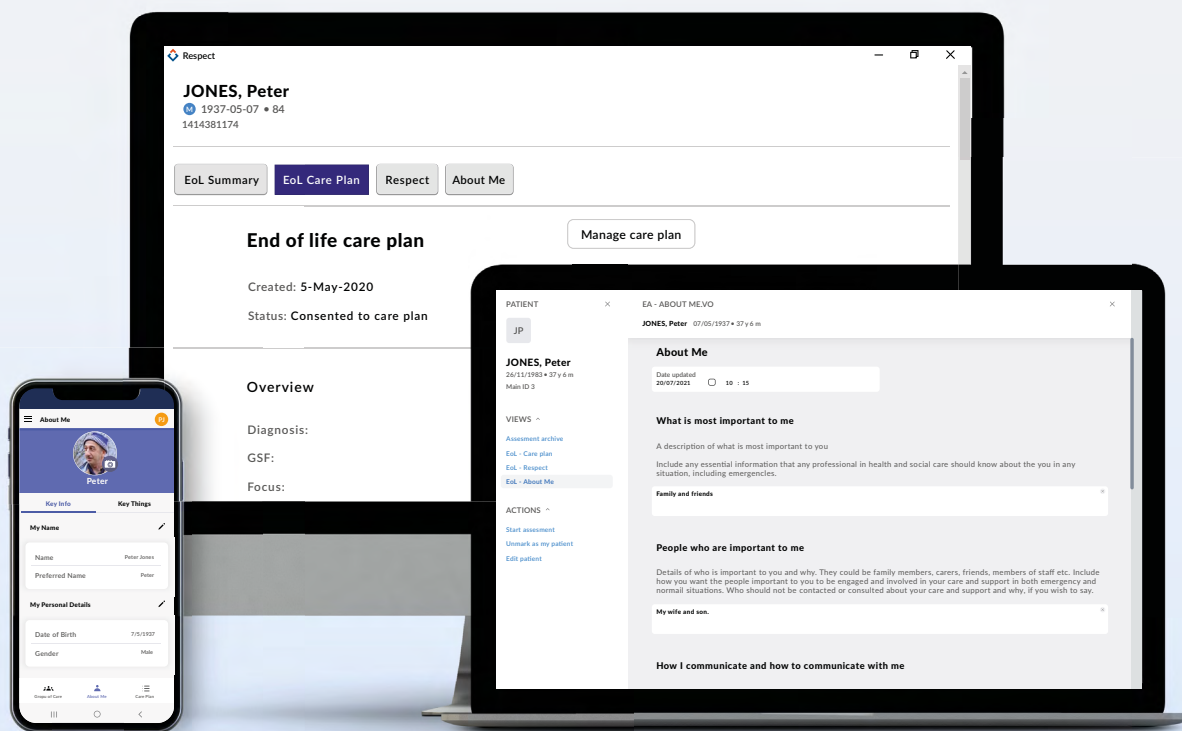 Respect
JONES, Peter
M 1937-05-07 • 84
1414381174
EoL Summary
EoL Care Plan
Respect
About Me
End of life care plan
Manage care plan
Created: 5-May-2020
Status: Consented to care plan
Overview
Diagnosis:
GSF:
Focus:
PATIENT
JP
JONES, Peter
26/11/1983 • 37 y 6 m
Main ID 3
VIEWS
Assesment archive
EoL - Care plan
EoL - Respect
EoL - About Me
ACTIONS
Start assesment
Unmark as my patient
Edit patient
EA - ABOUT ME.VO
JONES, Peter 07/05/1937 • 37 y 6 m
About Me
Date updated
20/07/2021 10 : 15
What is most important to me
A description of what is most important to you
Include any essential information that any professional in health and social care should know about the you in any
situation, including emergencies.
Family and friends
People who are important to me
Details of who is important to you and why. They could be family members, carers, friends, members of staff etc. Include
how you want the people important to you to be engaged and involved in your care and support in both emergency and
normail situations. Who should not be contacted or consulted about your care and support and why, if you wish to say.
My wife and son.
How I communicate and how to communicate with me
About Me
PJ
Peter
Key Info
Key Things
My Name
Name Peter Jones
Preferred Name Peter
My Personal Details
Date of Birth 7/5/1937
Gender Male
Groups of Care
About Me
Care Plan